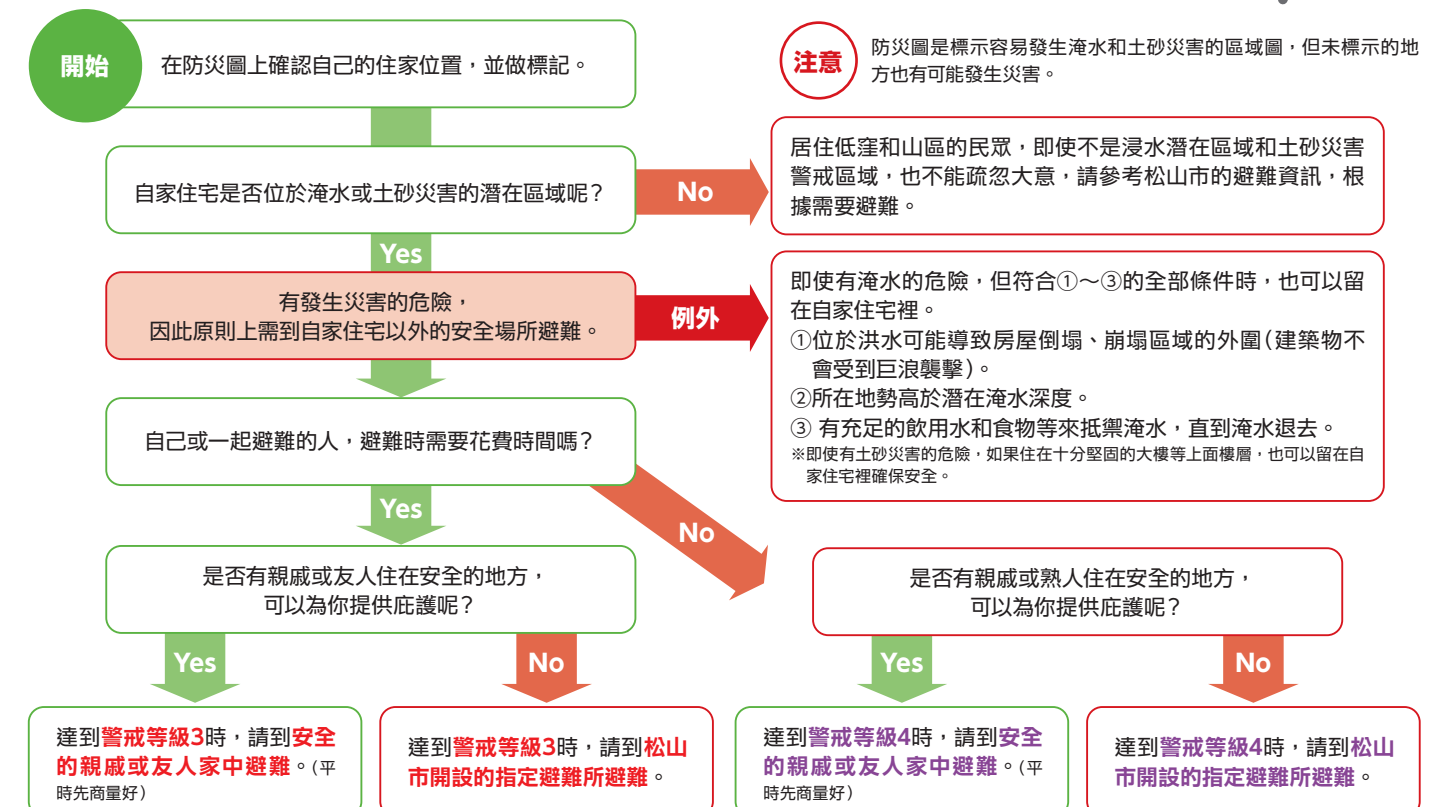 開始
在防災圖上確認自己的住家位置，並做標記。
注意
防災圖是標示容易發生淹水和土砂災害的區域圖，但未標示的地
方也有可能發生災害。
自家住宅是否位於淹水或土砂災害的潛在區域呢？
No
居住低窪和山區的民眾，即使不是浸水潛在區域和土砂災害
警戒區域，也不能疏忽大意，請參考松山市的避難資訊，根
據需要避難。
Yes
有發生災害的危險，
因此原則上需到自家住宅以外的安全場所避難。
例外
即使有淹水的危險，但符合①～③的全部條件時，也可以留
在自家住宅裡。
①位於洪水可能導致房屋倒塌、崩塌區域的外圍(建築物不
會受到巨浪襲擊)。
②所在地勢高於潛在淹水深度。
③ 有充足的飲用水和食物等來抵禦淹水，直到淹水退去。
※即使有土砂災害的危險，如果住在十分堅固的大樓等上面樓層，也可以留在自
家住宅裡確保安全。
自己或一起避難的人，避難時需要花費時間嗎？
Yes
No
是否有親戚或友人住在安全的地方，
可以為你提供庇護呢？
是否有親戚或熟人住在安全的地方，
可以為你提供庇護呢？
Yes
No
Yes
No
達到警戒等級3時，請到安全
的親戚或友人家中避難。(平
時先商量好)
達到警戒等級3時，請到松山
市開設的指定避難所避難。
達到警戒等級4時，請到安全
的親戚或友人家中避難。(平
時先商量好)
達到警戒等級4時，請到松山
市開設的指定避難所避難。